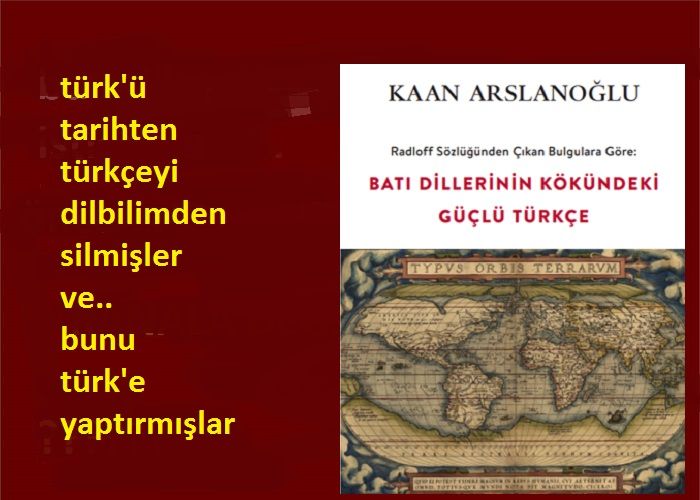 türk'ü
tarihten
türkçeyi
dilbilimden
silmişler
ve..
bunu
türk'e
yaptırmışlar
KAAN ARSLANOĞLU
Radloff Sözlüğünden Çıkan Bulgulara Göre:
BATI DİLLERİNİN KÖKÜNDEKİ
GÜÇLÜ TÜRKÇE
TYPVS ORBIS TERRARVM